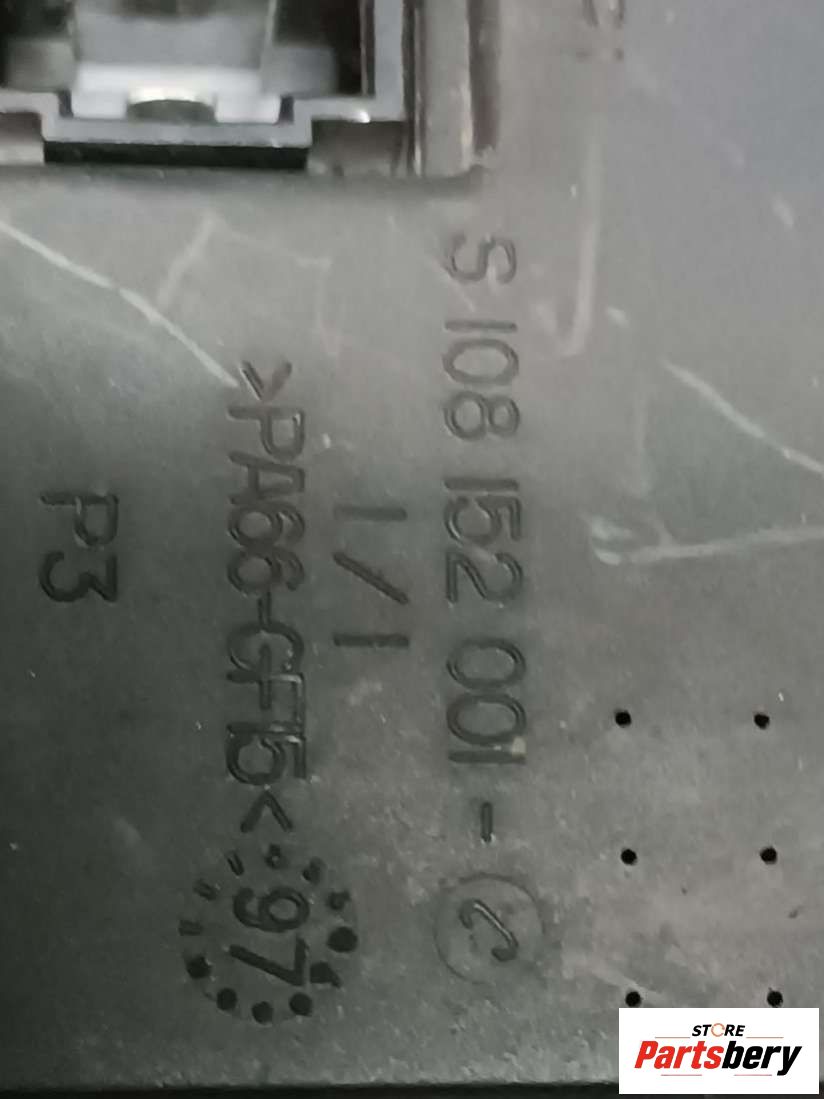 S 108 152 001 -
1/1
>PA66-GF15<
97
P3
STORE
Partsbery